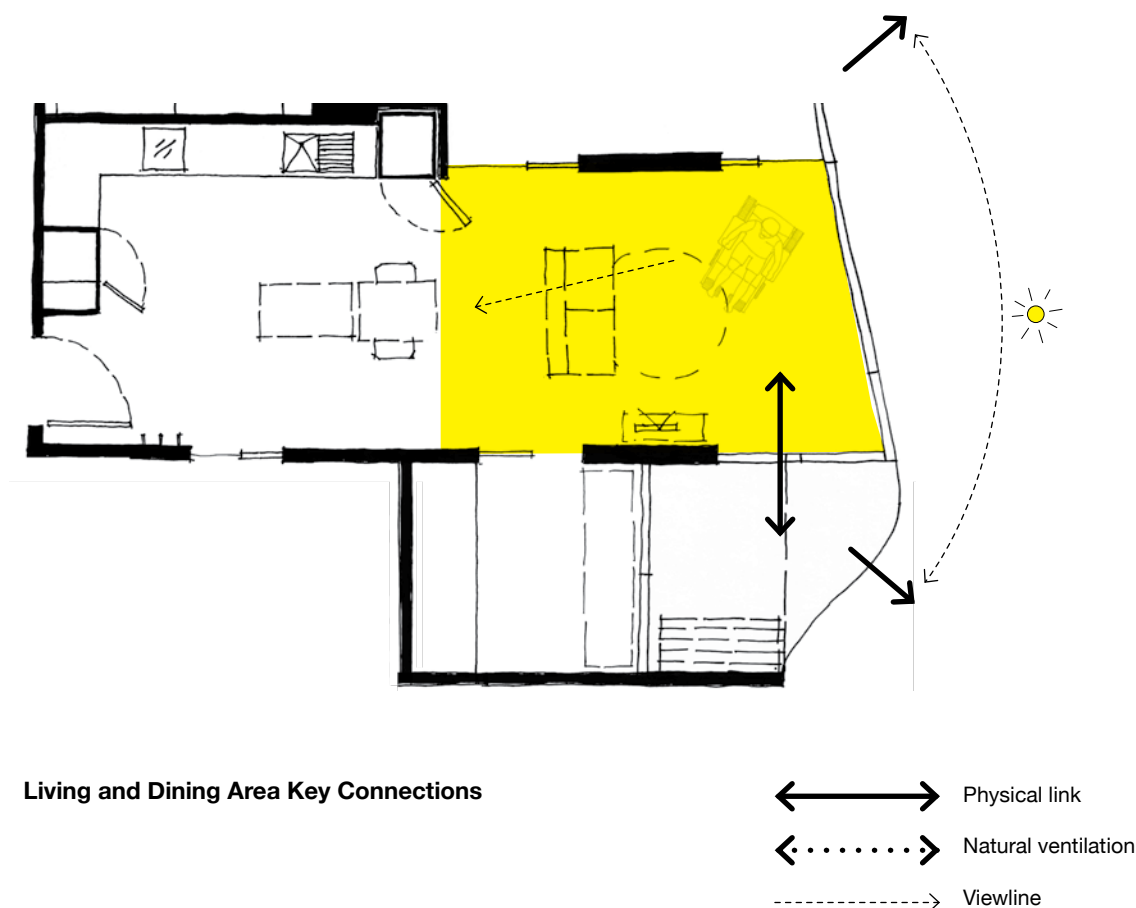 Living and Dining Area Key Connections
Physical link
Natural ventilation
Viewline